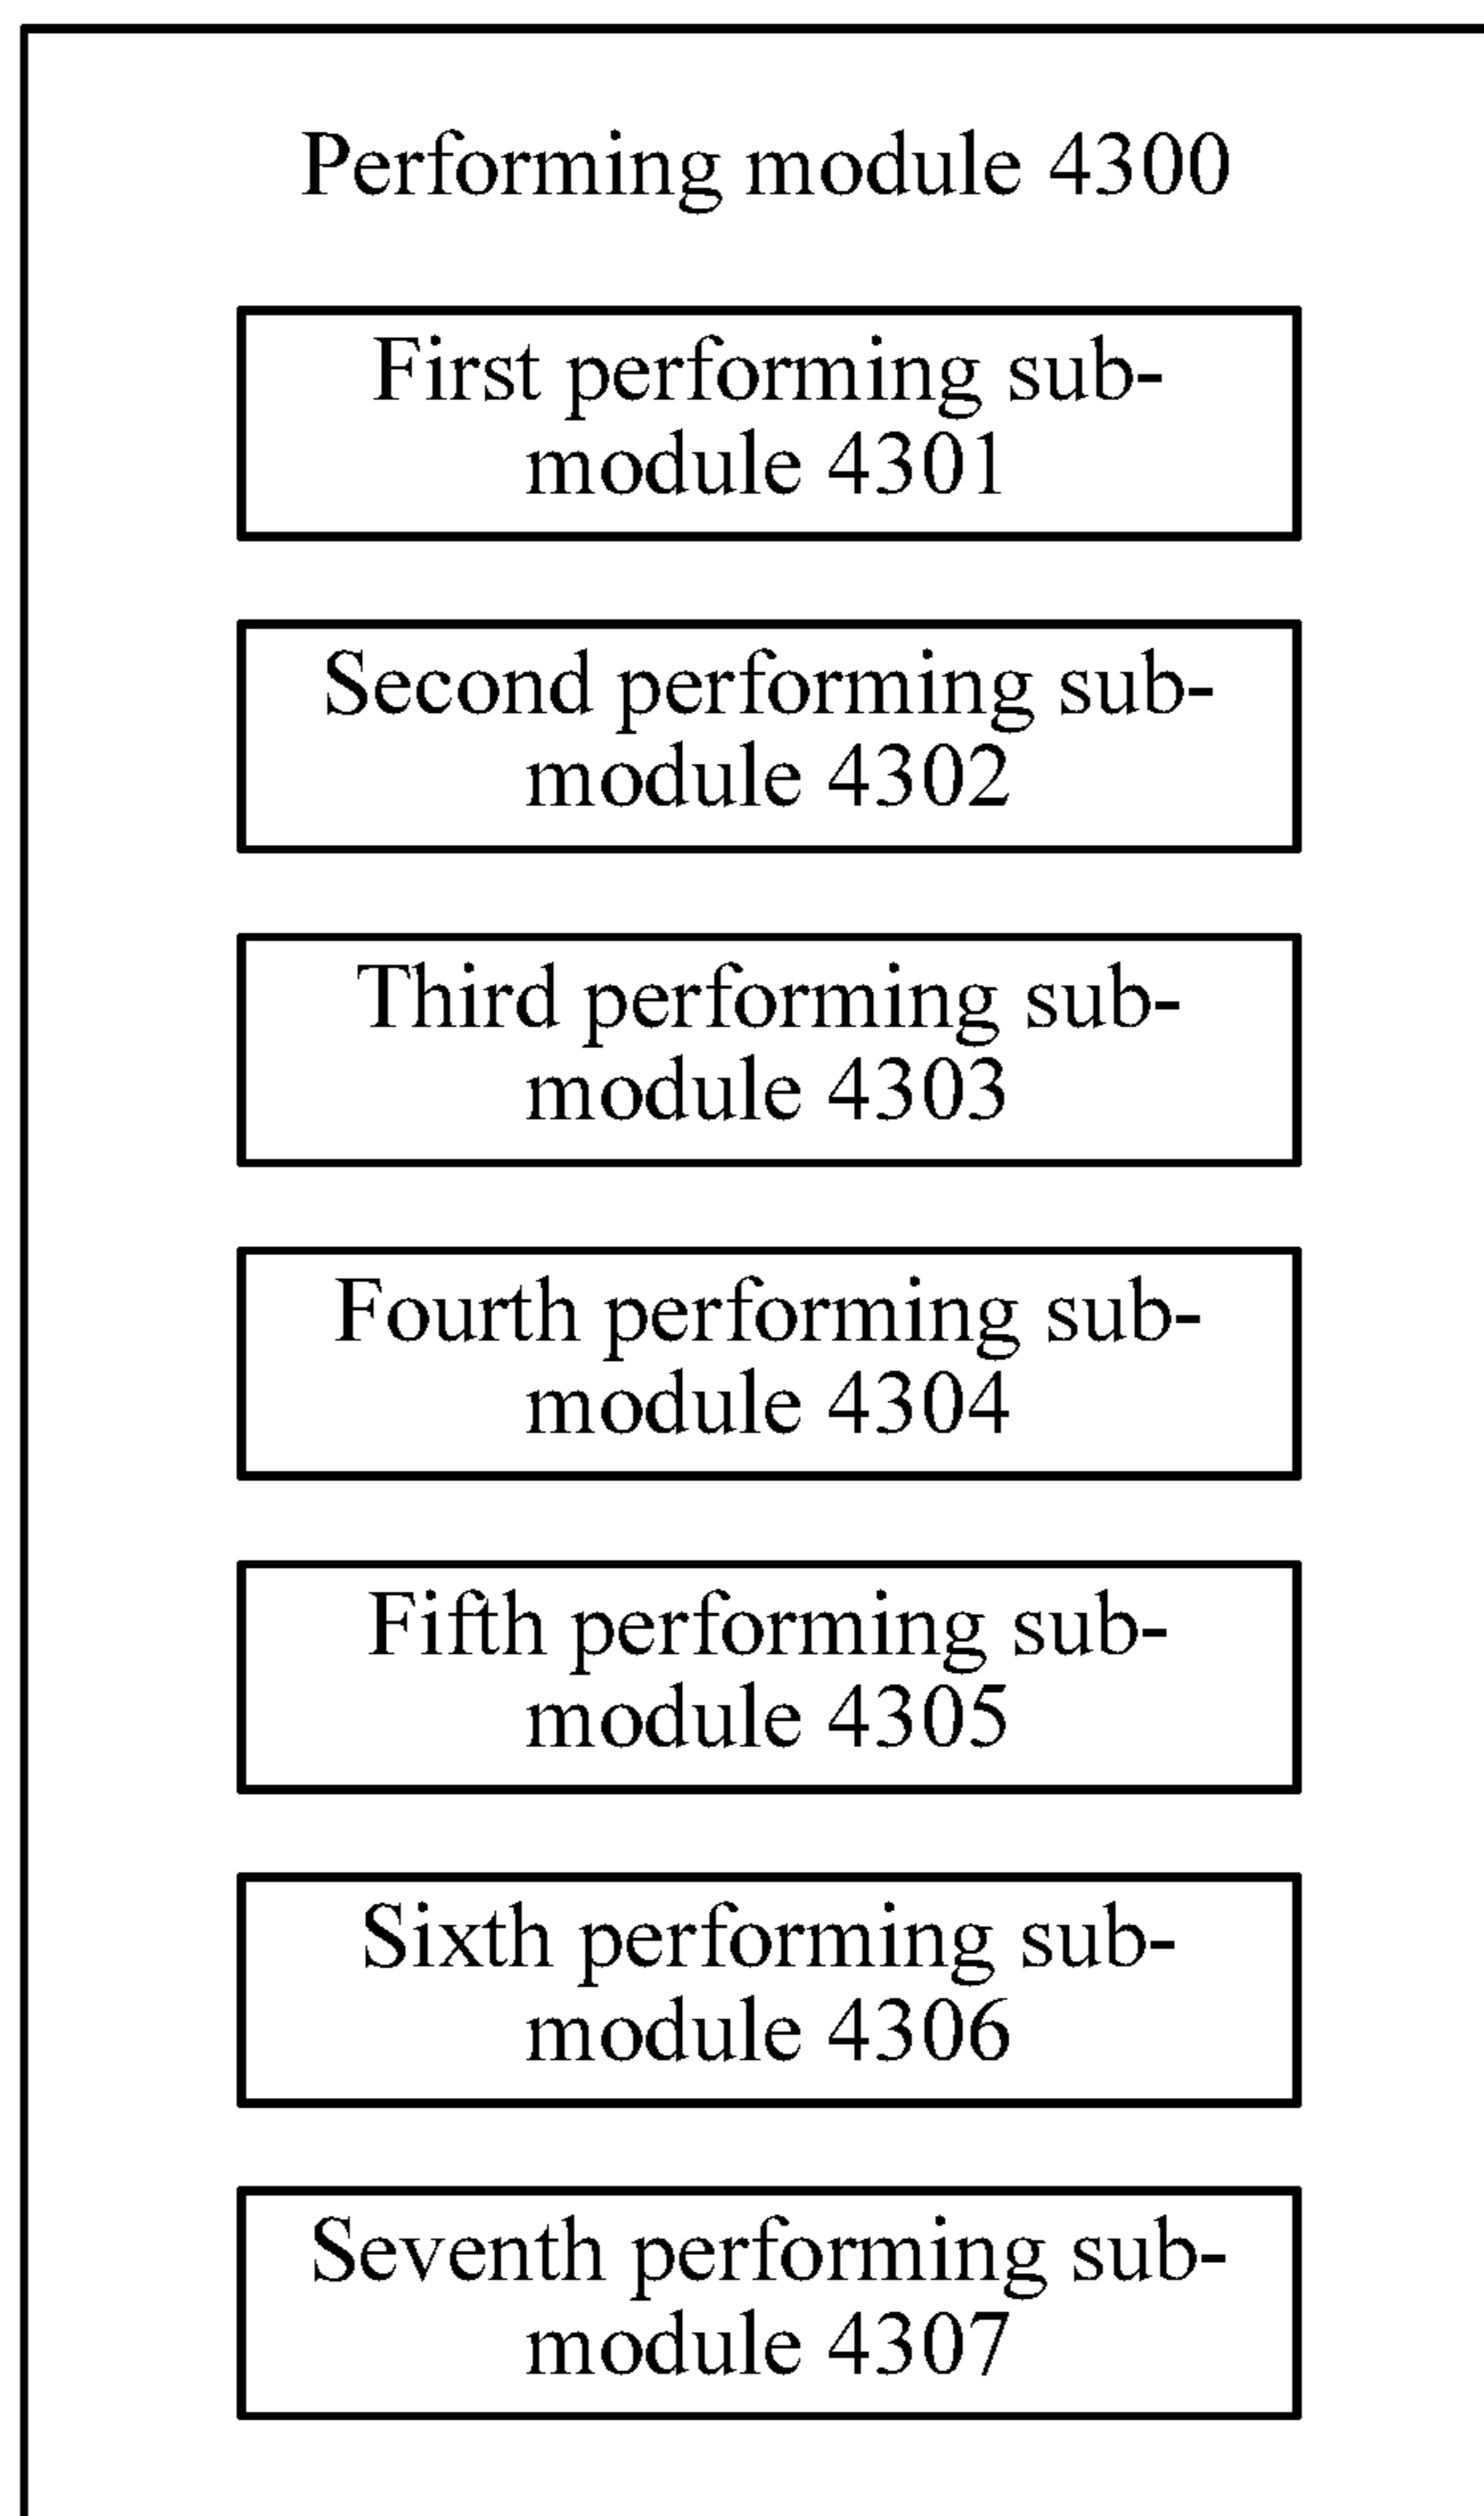 Performing module 4300
First performing sub-
module 4301
Second performing sub-
module 4302
Third performing sub-
module 4303
Fourth performing sub-
module 4304
Fifth performing sub-
module 4305
Sixth performing sub-
module 4306
Seventh performing sub-
module 4307